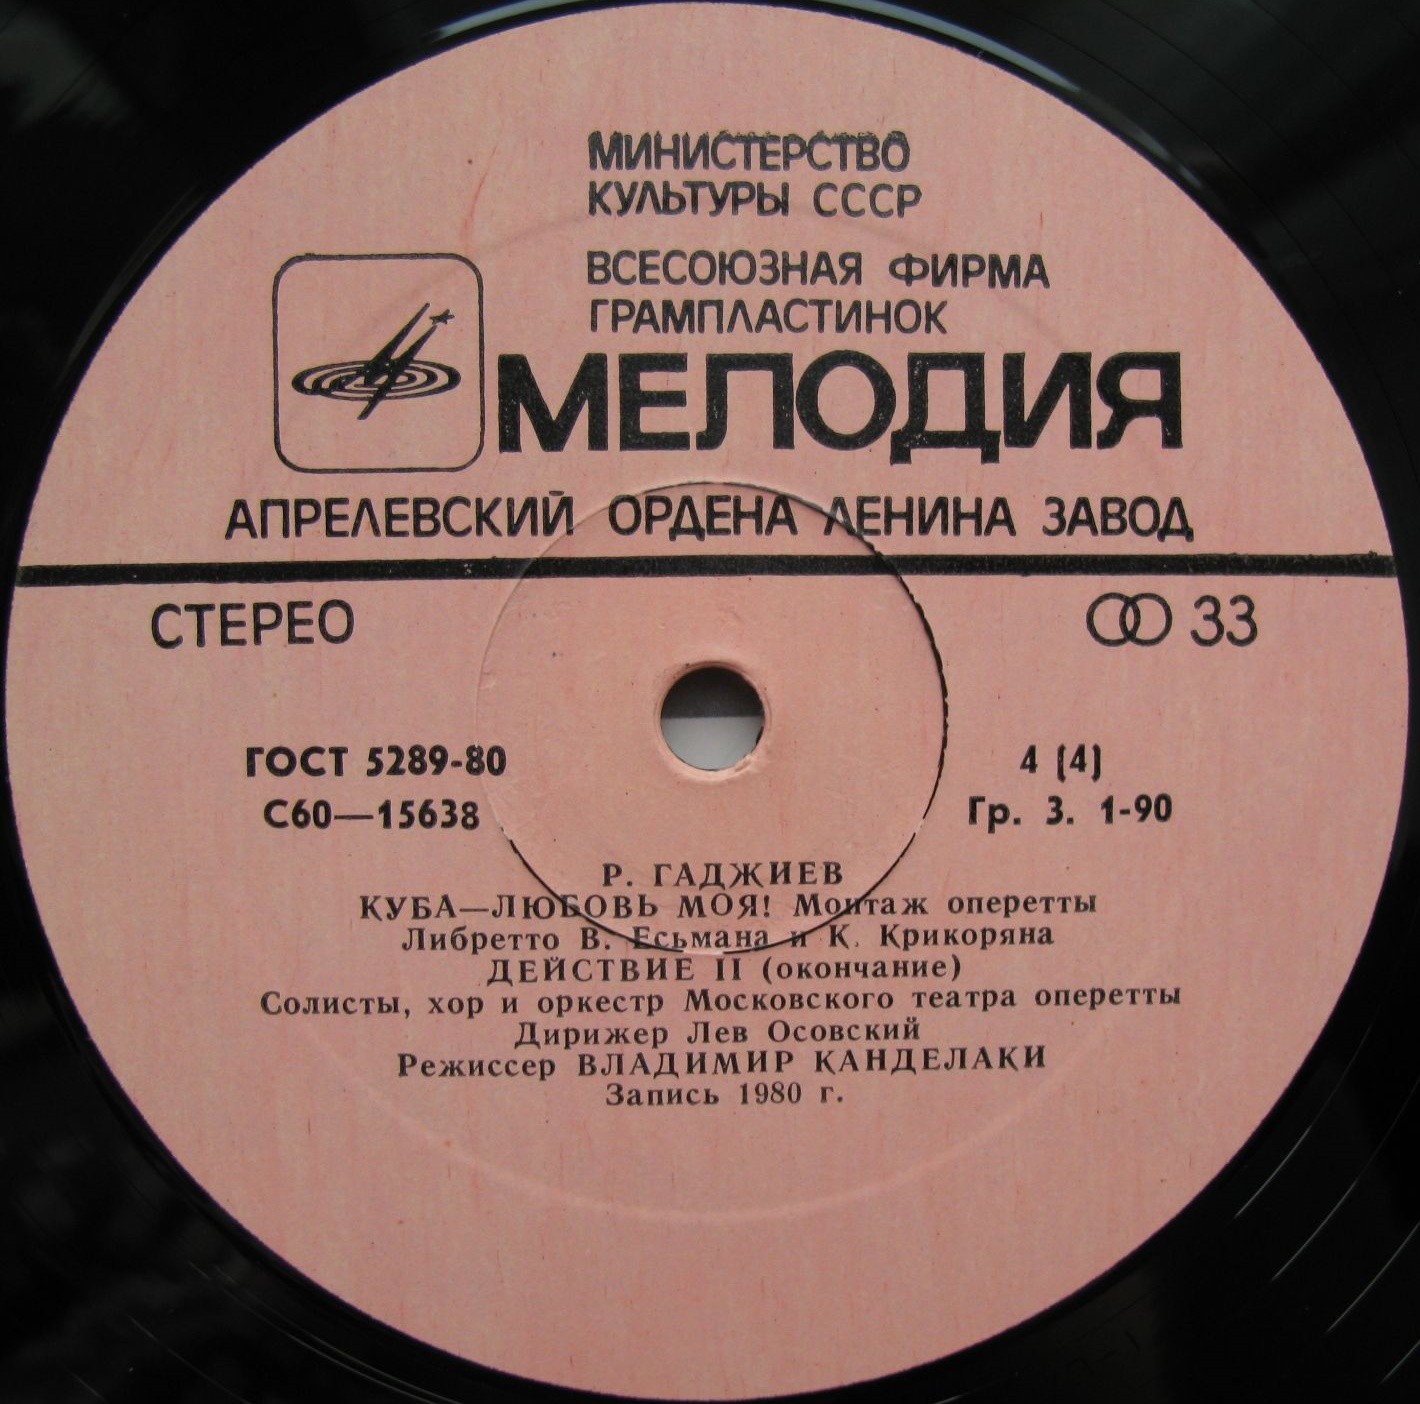 МИНИСТЕРСТВО
КУЛЬТУРЫ СССР
ВСЕСОЮЗНАЯ ФИРМА
ГРАМПЛАСТИНОК
МЕЛОДИЯ
АПРЕЛЕВСКИЙ ОРДЕНА ЛЕНИНА ЗАВОД
СТЕРЕО 33
ГОСТ 5289-80 4 (4)
С60—15638 Гр. 3. 1-90
Р. ГАДЖИЕВ
КУБА—ЛЮБОВЬ МОЯ! Монтаж оперетты
Либретто В. Есьмана и К. Крикоряна
ДЕЙСТВИЕ II (окончание)
Солисты, хор и оркестр Московского театра оперетты
Дирижер Лев Осовский
Режиссер ВЛАДИМИР КАНДЕЛАКИ
Запись 1980 г.